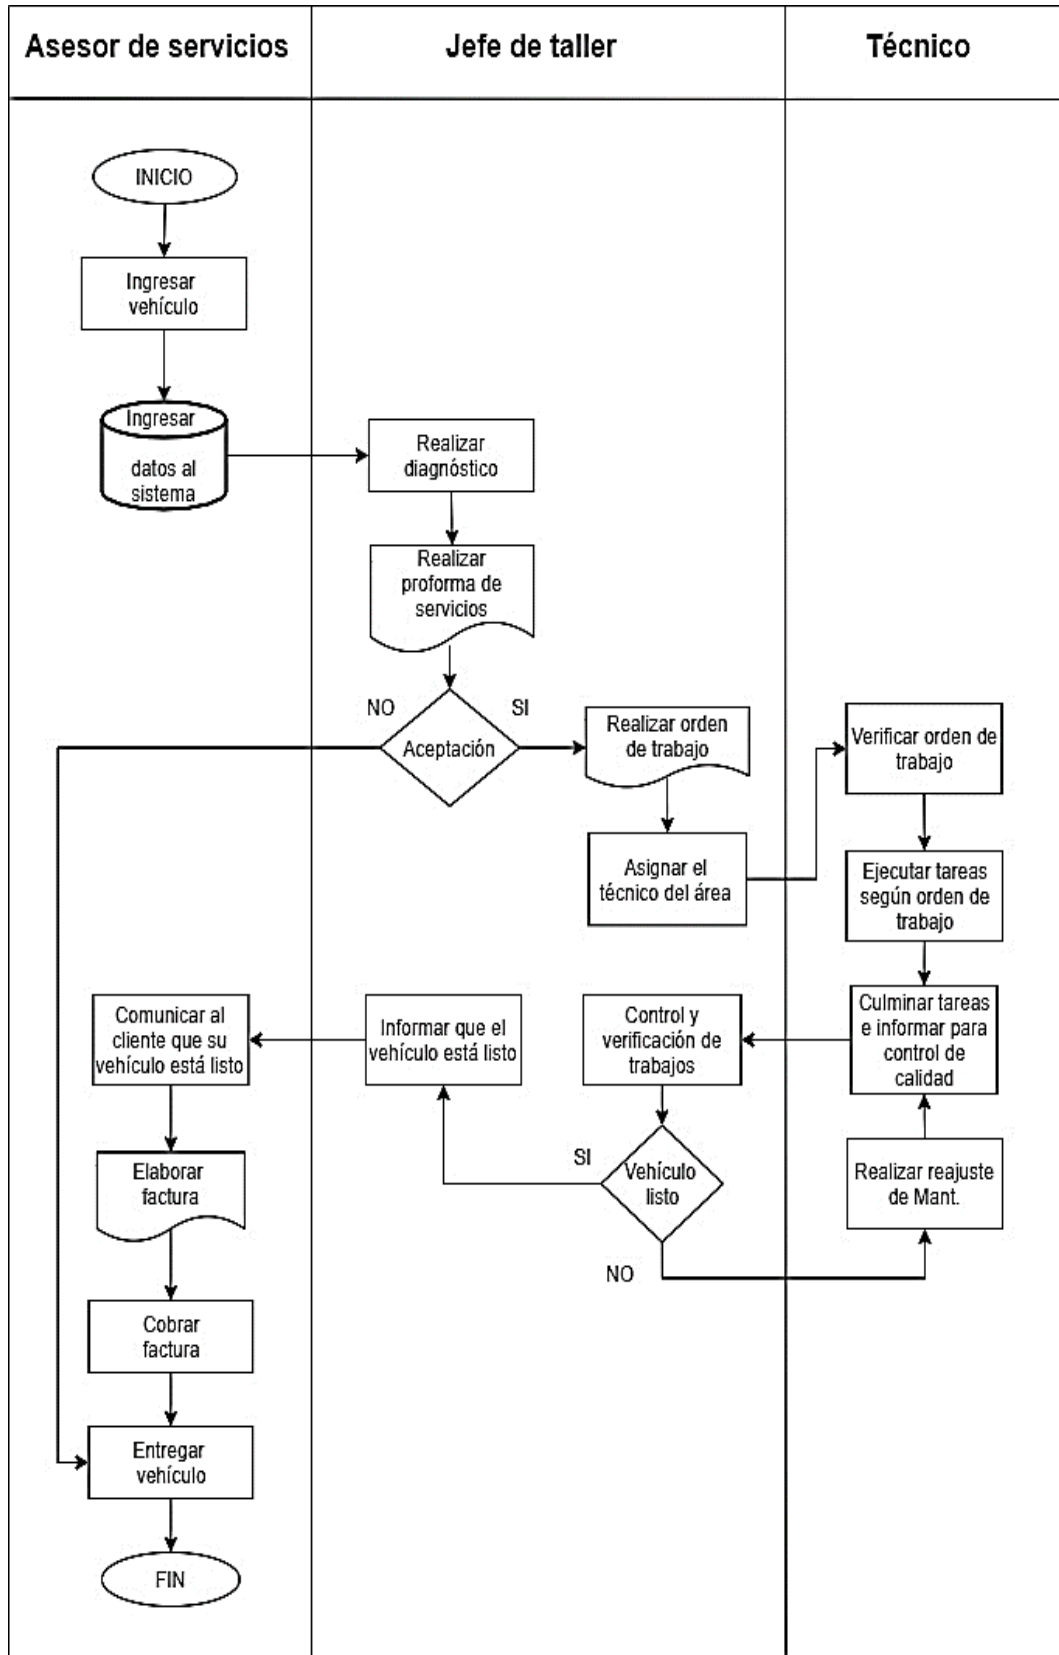 Asesor de servicios
Jefe de taller
Técnico
INICIO
Ingresar
vehículo
Ingresar
datos al
sistema
Realizar
diagnóstico
Realizar
proforma de
servicios
NO
SI
Aceptación
Realizar orden
de trabajo
Asignar el
técnico del área
Verificar orden de
trabajo
Ejecutar tareas
según orden de
trabajo
Culminar tareas
e informar para
control de
calidad
Control y
verificación de
trabajos
Vehículo
listo
SI
NO
Realizar reajuste
de Mant.
Informar que el
vehículo está listo
Comunicar al
cliente que su
vehículo está listo
Elaborar
factura
Cobrar
factura
Entregar
vehículo
FIN